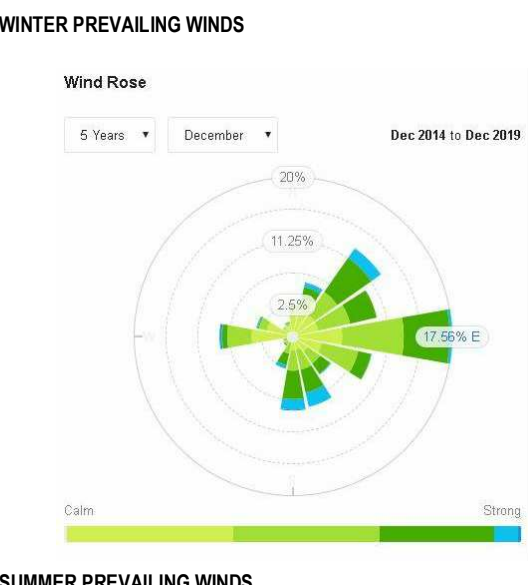 WINTER PREVAILING WINDS
Wind Rose
5 Years ▼ December ▼ Dec 2014 to Dec 2019
20%
11.25%
2.5%
17.56% E
Calm Strong
SUMMER PREVAILING WINDS